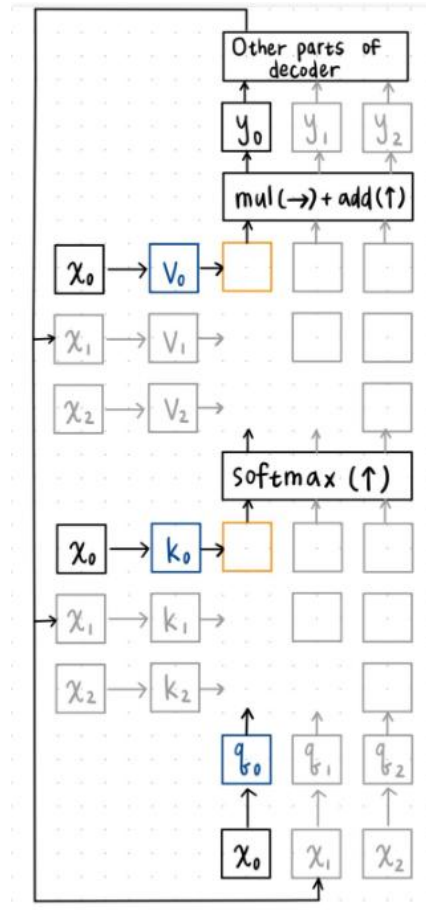 Other parts of
decoder
y0 y1 y2
mul(→)+add(↑)
x0 v0
x1 v1
x2 v2
softmax (↑)
x0 k0
x1 k1
x2 k2
q0 q1 q2
x0 x1 x2